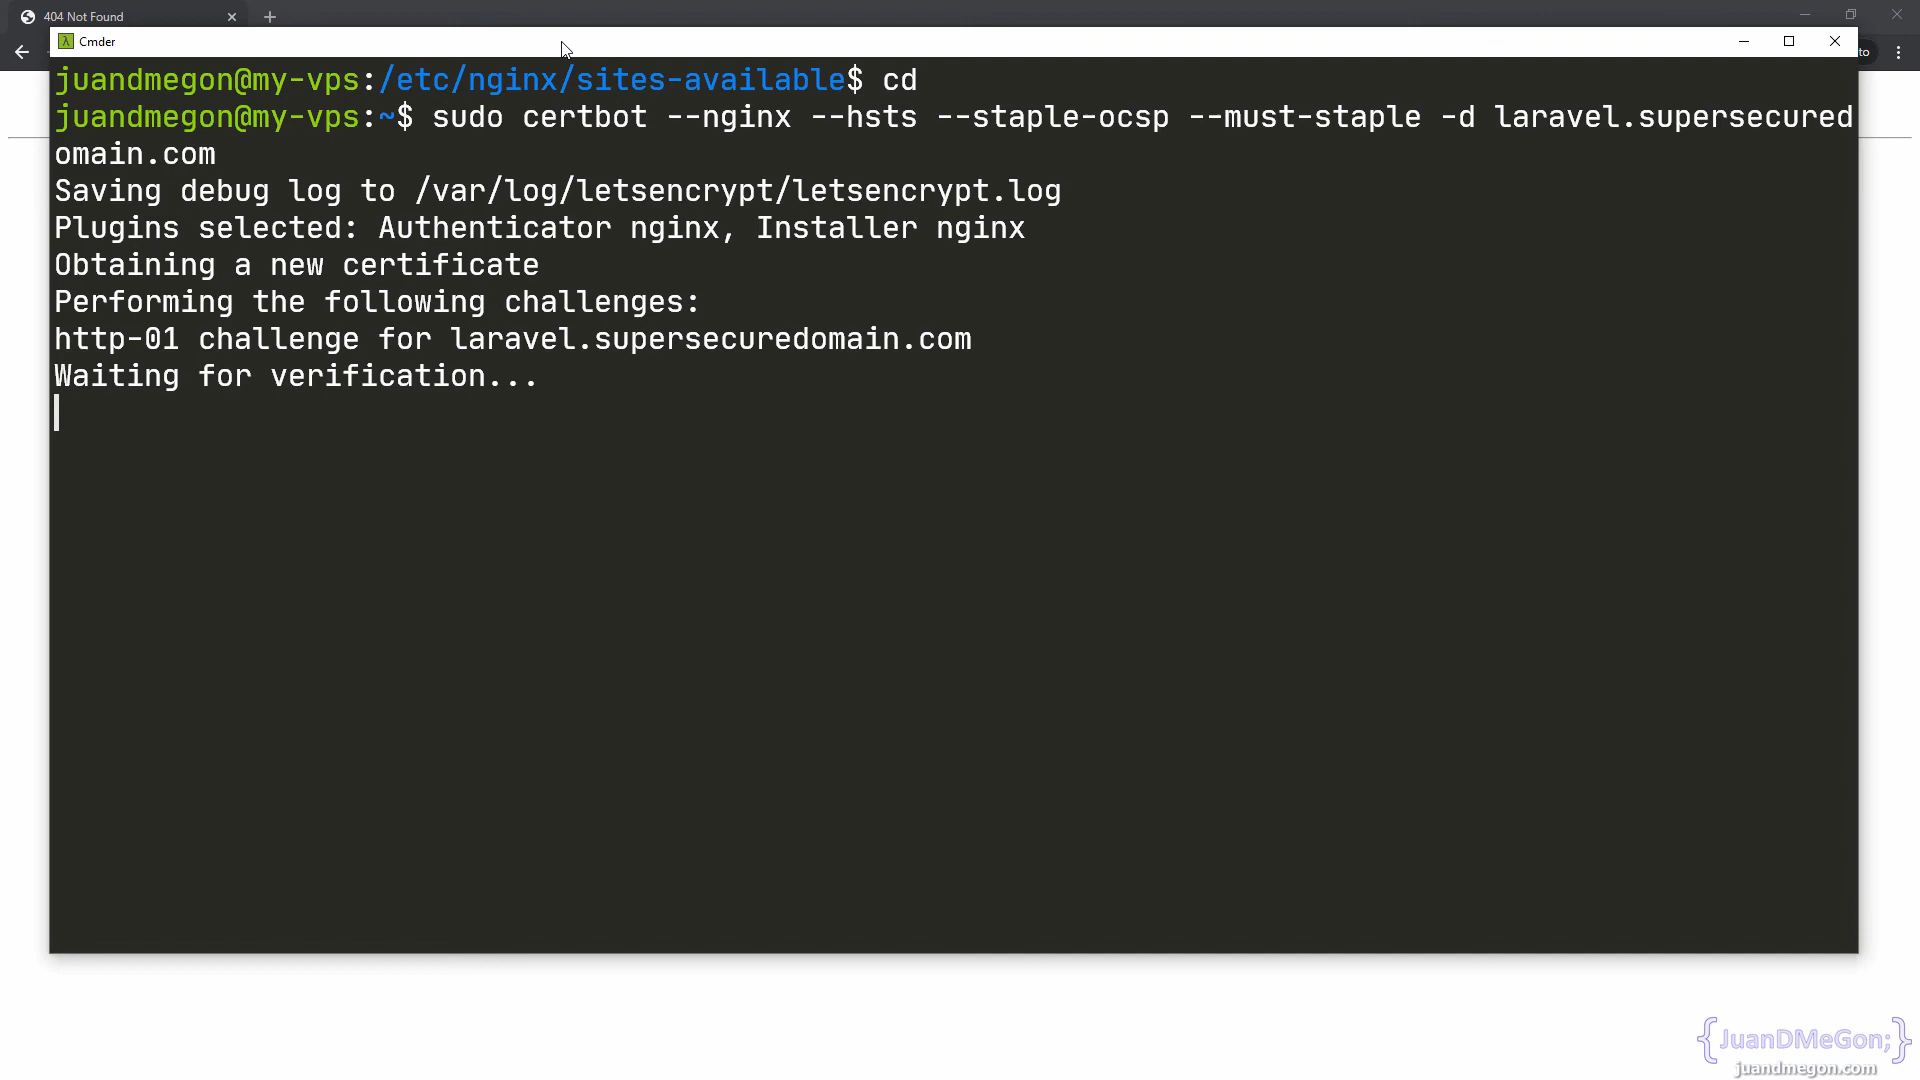 404 Not Found
Cmder
to
juandmegon@my-vps:/etc/nginx/sites-available$ cd
juandmegon@my-vps:~$ sudo certbot --nginx --hsts --staple-ocsp --must-staple -d laravel.supersecured
omain.com
Saving debug log to /var/log/letsencrypt/letsencrypt.log
Plugins selected: Authenticator nginx, Installer nginx
Obtaining a new certificate
Performing the following challenges:
http-01 challenge for laravel.supersecuredomain.com
Waiting for verification...
{JuanDMeGon;}
juandmegon.com